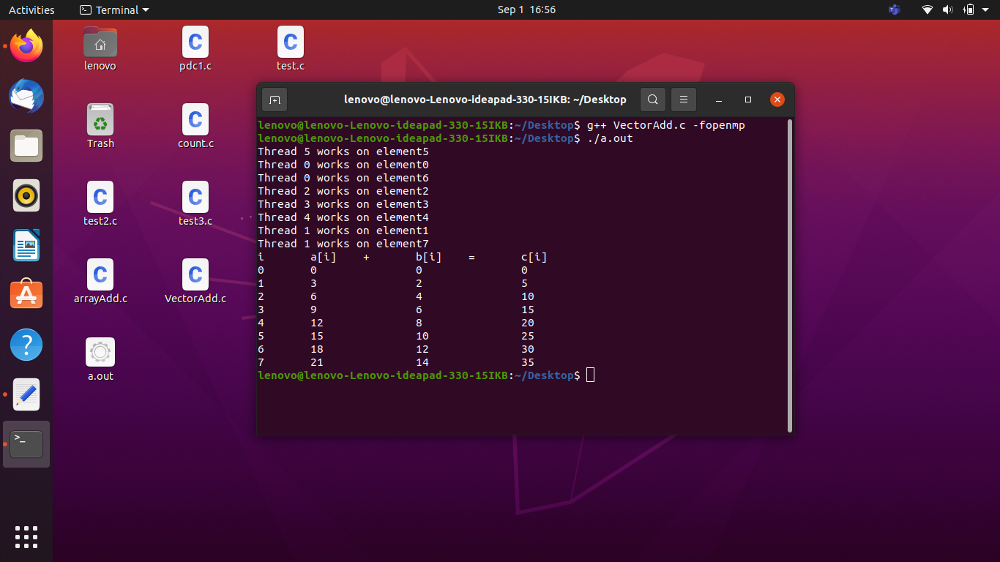 Activities Terminal Sep 1 16:56
lenovo
pdc1.c
test.c
Trash
count.c
test2.c
test3.c
arrayAdd.c
VectorAdd.c
a.out
lenovo@lenovo-Lenovo-ideapad-330-15IKB: ~/Desktop
lenovo@lenovo-Lenovo-ideapad-330-15IKB:~/Desktop$ g++ VectorAdd.c -fopenmp
lenovo@lenovo-Lenovo-ideapad-330-15IKB:~/Desktop$ ./a.out
Thread 5 works on element5
Thread 0 works on element0
Thread 0 works on element6
Thread 2 works on element2
Thread 3 works on element3
Thread 4 works on element4
Thread 1 works on element1
Thread 1 works on element7
i a[i] + b[i] = c[i]
0 0 0 0
1 3 2 5
2 6 4 10
3 9 6 15
4 12 8 20
5 15 10 25
6 18 12 30
7 21 14 35
lenovo@lenovo-Lenovo-ideapad-330-15IKB:~/Desktop$